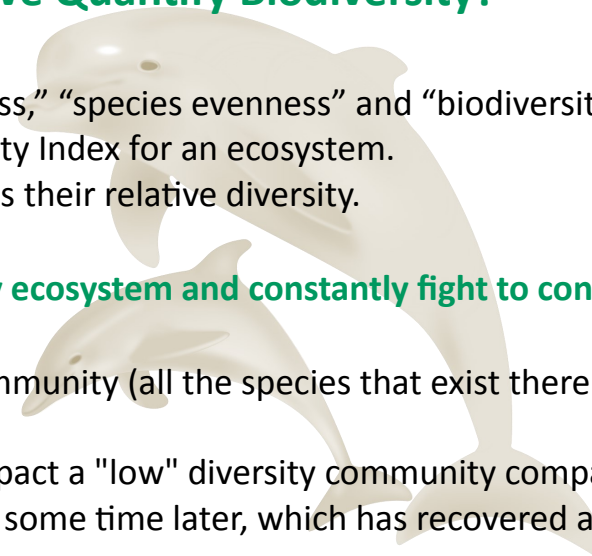 ve Quantify Biodiversity?
ss,” “species evenness” and “biodiversit
ty Index for an ecosystem.
s their relative diversity.
y ecosystem and constantly fight to con
mmunity (all the species that exist there
pact a "low" diversity community compa
some time later, which has recovered a